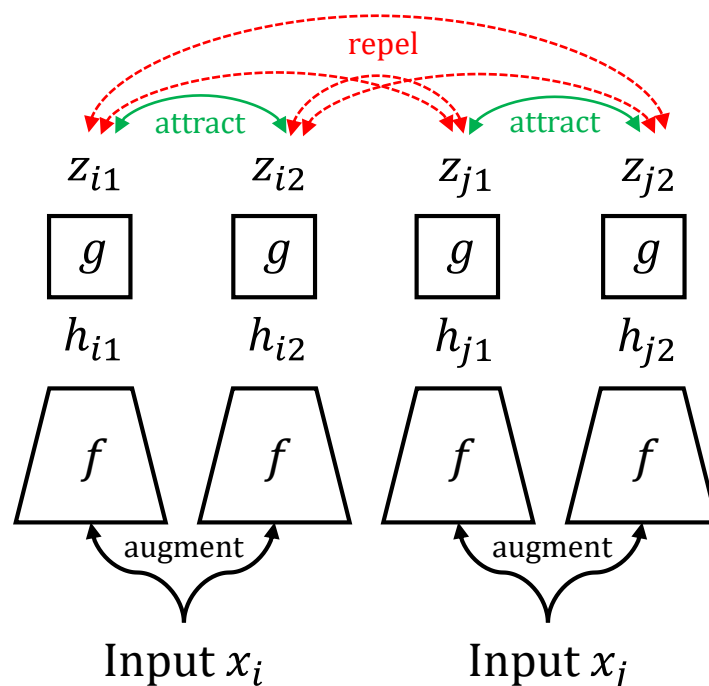 repel
attract attract
z_{i1} z_{i2} z_{j1} z_{j2}
g g g g
h_{i1} h_{i2} h_{j1} h_{j2}
f f f f
augment augment
Input x_i Input x_j